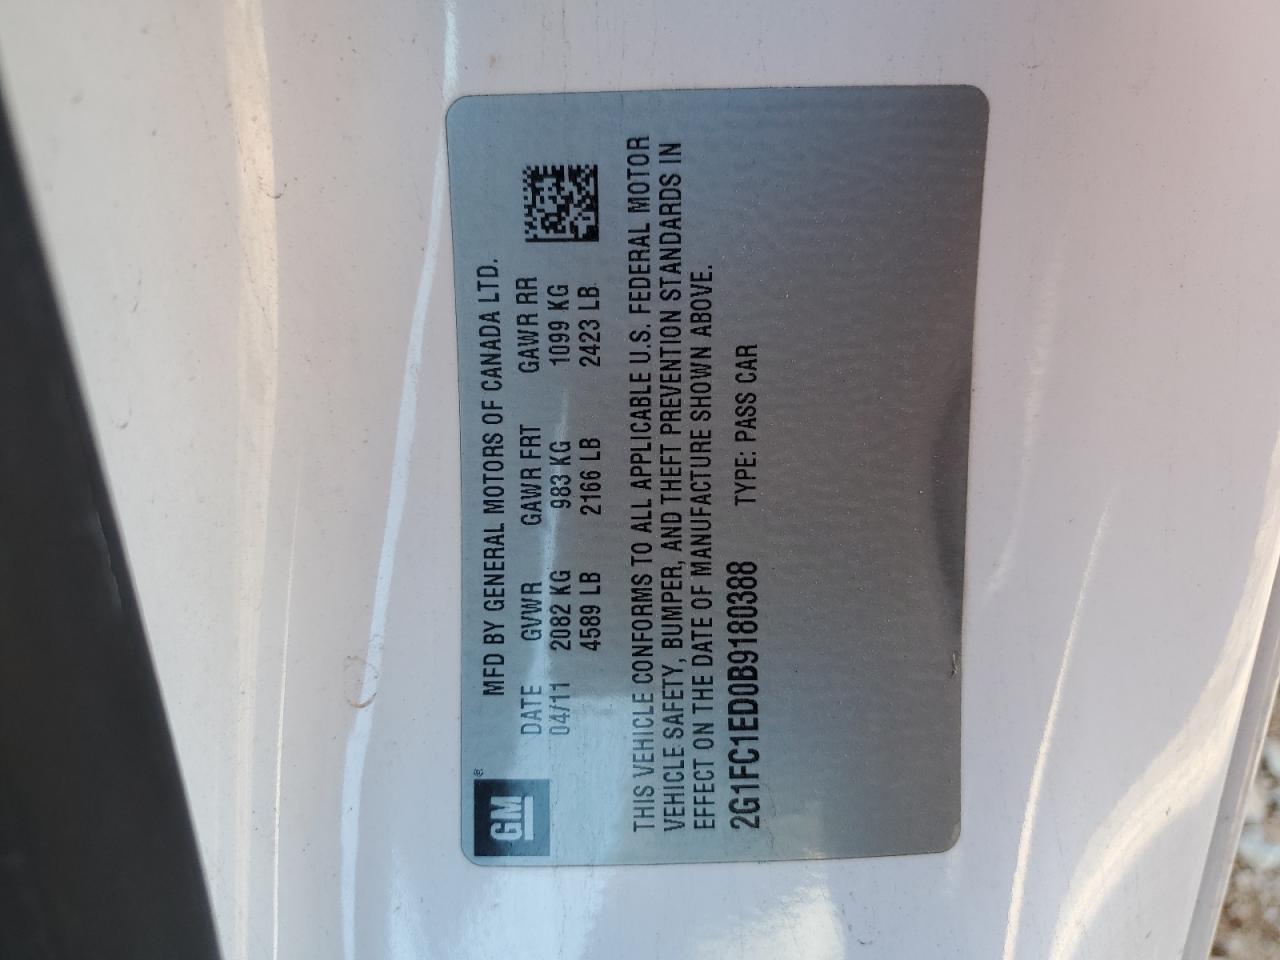 GM®
MFD BY GENERAL MOTORS OF CANADA LTD.
DATE GVWR GAWR FRT GAWR RR
04/11 2082 KG 983 KG 1099 KG
4589 LB 2166 LB 2423 LB
THIS VEHICLE CONFORMS TO ALL APPLICABLE U.S. FEDERAL MOTOR
VEHICLE SAFETY, BUMPER, AND THEFT PREVENTION STANDARDS IN
EFFECT ON THE DATE OF MANUFACTURE SHOWN ABOVE.
2G1FC1ED0B9180388 TYPE: PASS CAR